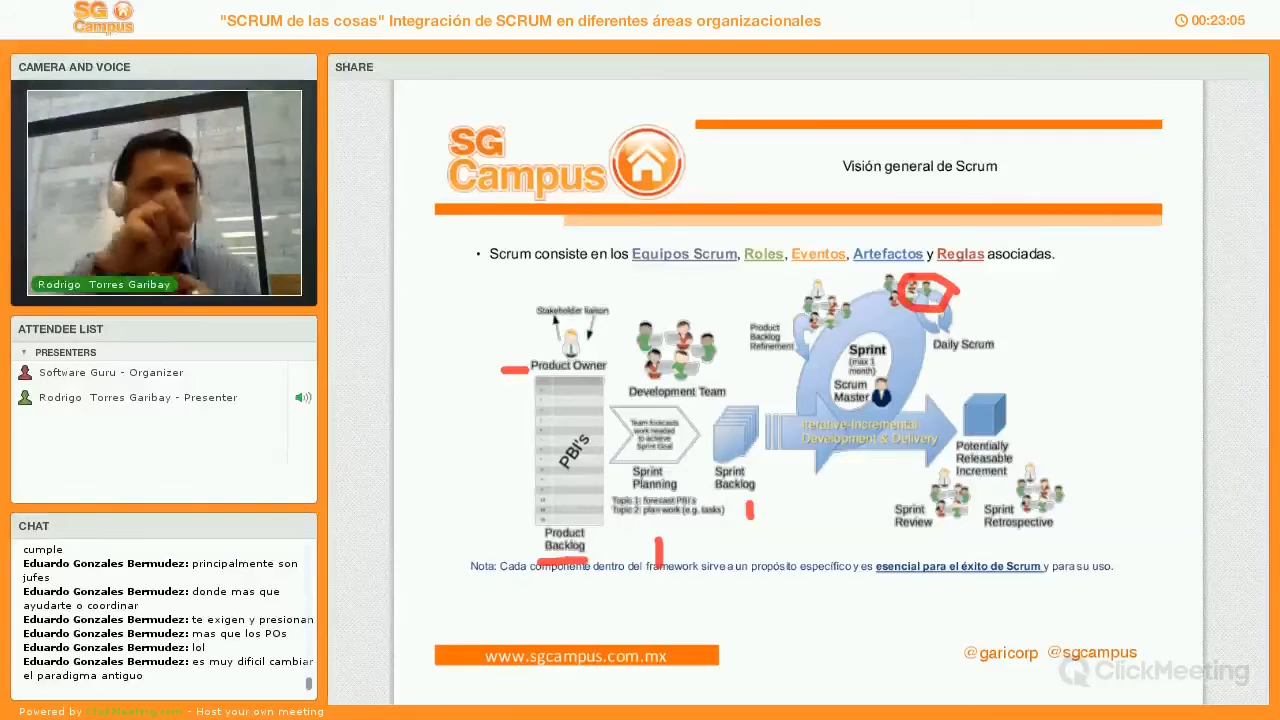 SG
Campus
"SCRUM de las cosas" Integración de SCRUM en diferentes áreas organizacionales
00:23:05
CAMERA AND VOICE
Rodrigo Torres Garibay
ATTENDEE LIST
PRESENTERS
Software Guru - Organizer
Rodrigo Torres Garibay - Presenter
CHAT
cumple
Eduardo Gonzales Bermudez: principalmente son
jufes
Eduardo Gonzales Bermudez: donde mas que
ayudarte o coordinar
Eduardo Gonzales Bermudez: te exigen y presionan
Eduardo Gonzales Bermudez: mas que los POs
Eduardo Gonzales Bermudez: lol
Eduardo Gonzales Bermudez: es muy dificil cambiar
el paradigma antiguo
SHARE
SG
Campus
Visión general de Scrum
• Scrum consiste en los Equipos Scrum, Roles, Eventos, Artefactos y Reglas asociadas.
Stakeholder liaison
Product Owner
PBI's
Product
Backlog
Development Team
Team forecasts
work needed
to achieve
Sprint Goal
Sprint
Planning
Topic 1: forecast PBI's
Topic 2: plan work (e.g. tasks)
Sprint
Backlog
Product
Backlog
Refinement
Sprint
(max 1
month)
Scrum
Master
Daily Scrum
Iterative-Incremental
Development & Delivery
Potentially
Releasable
Increment
Sprint
Review
Sprint
Retrospective
Nota: Cada componente dentro del framework sirve a un propósito específico y es esencial para el éxito de Scrum y para su uso.
www.sgcampus.com.mx
@garicorp @sgcampus
ClickMeeting
Powered by ClickMeeting.com - Host your own meeting